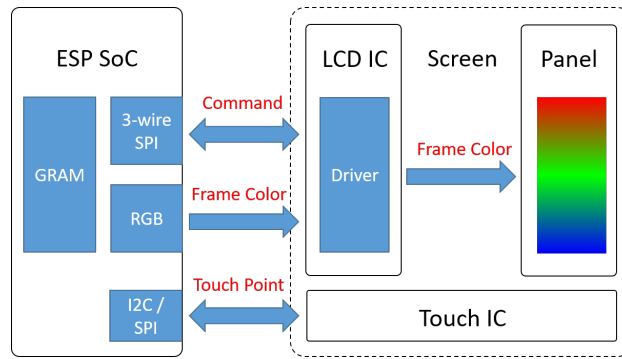 ESP SoC
LCD IC
Screen
Panel
Command
3-wire
SPI
GRAM
Frame Color
Driver
Frame Color
RGB
Touch Point
I2C /
SPI
Touch IC